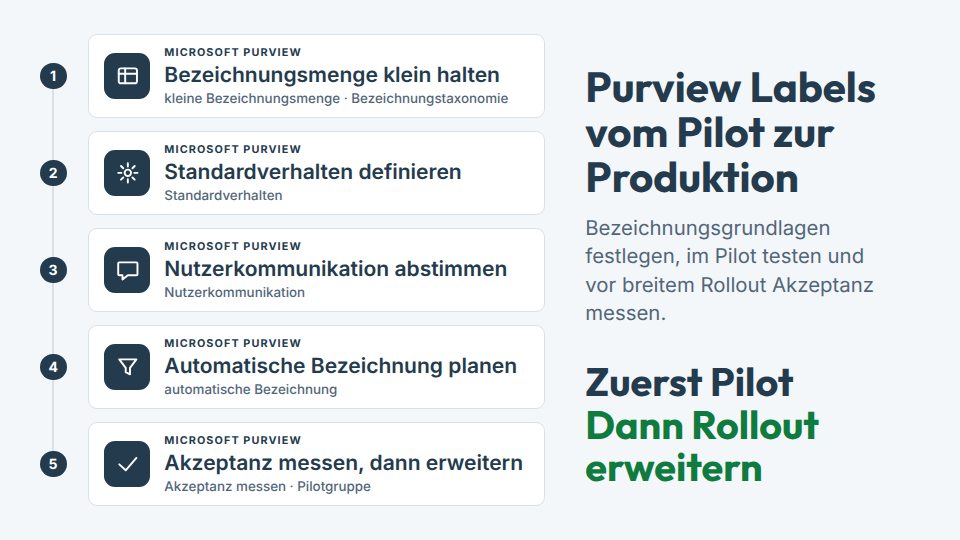 1
MICROSOFT PURVIEW
Bezeichnungsmenge klein halten
kleine Bezeichnungsmenge · Bezeichnungstaxonomie
2
MICROSOFT PURVIEW
Standardverhalten definieren
Standardverhalten
3
MICROSOFT PURVIEW
Nutzerkommunikation abstimmen
Nutzerkommunikation
4
MICROSOFT PURVIEW
Automatische Bezeichnung planen
automatische Bezeichnung
5
MICROSOFT PURVIEW
Akzeptanz messen, dann erweitern
Akzeptanz messen · Pilotgruppe
Purview Labels
vom Pilot zur
Produktion
Bezeichnungsgrundlagen
festlegen, im Pilot testen und
vor breitem Rollout Akzeptanz
messen.
Zuerst Pilot
Dann Rollout
erweitern